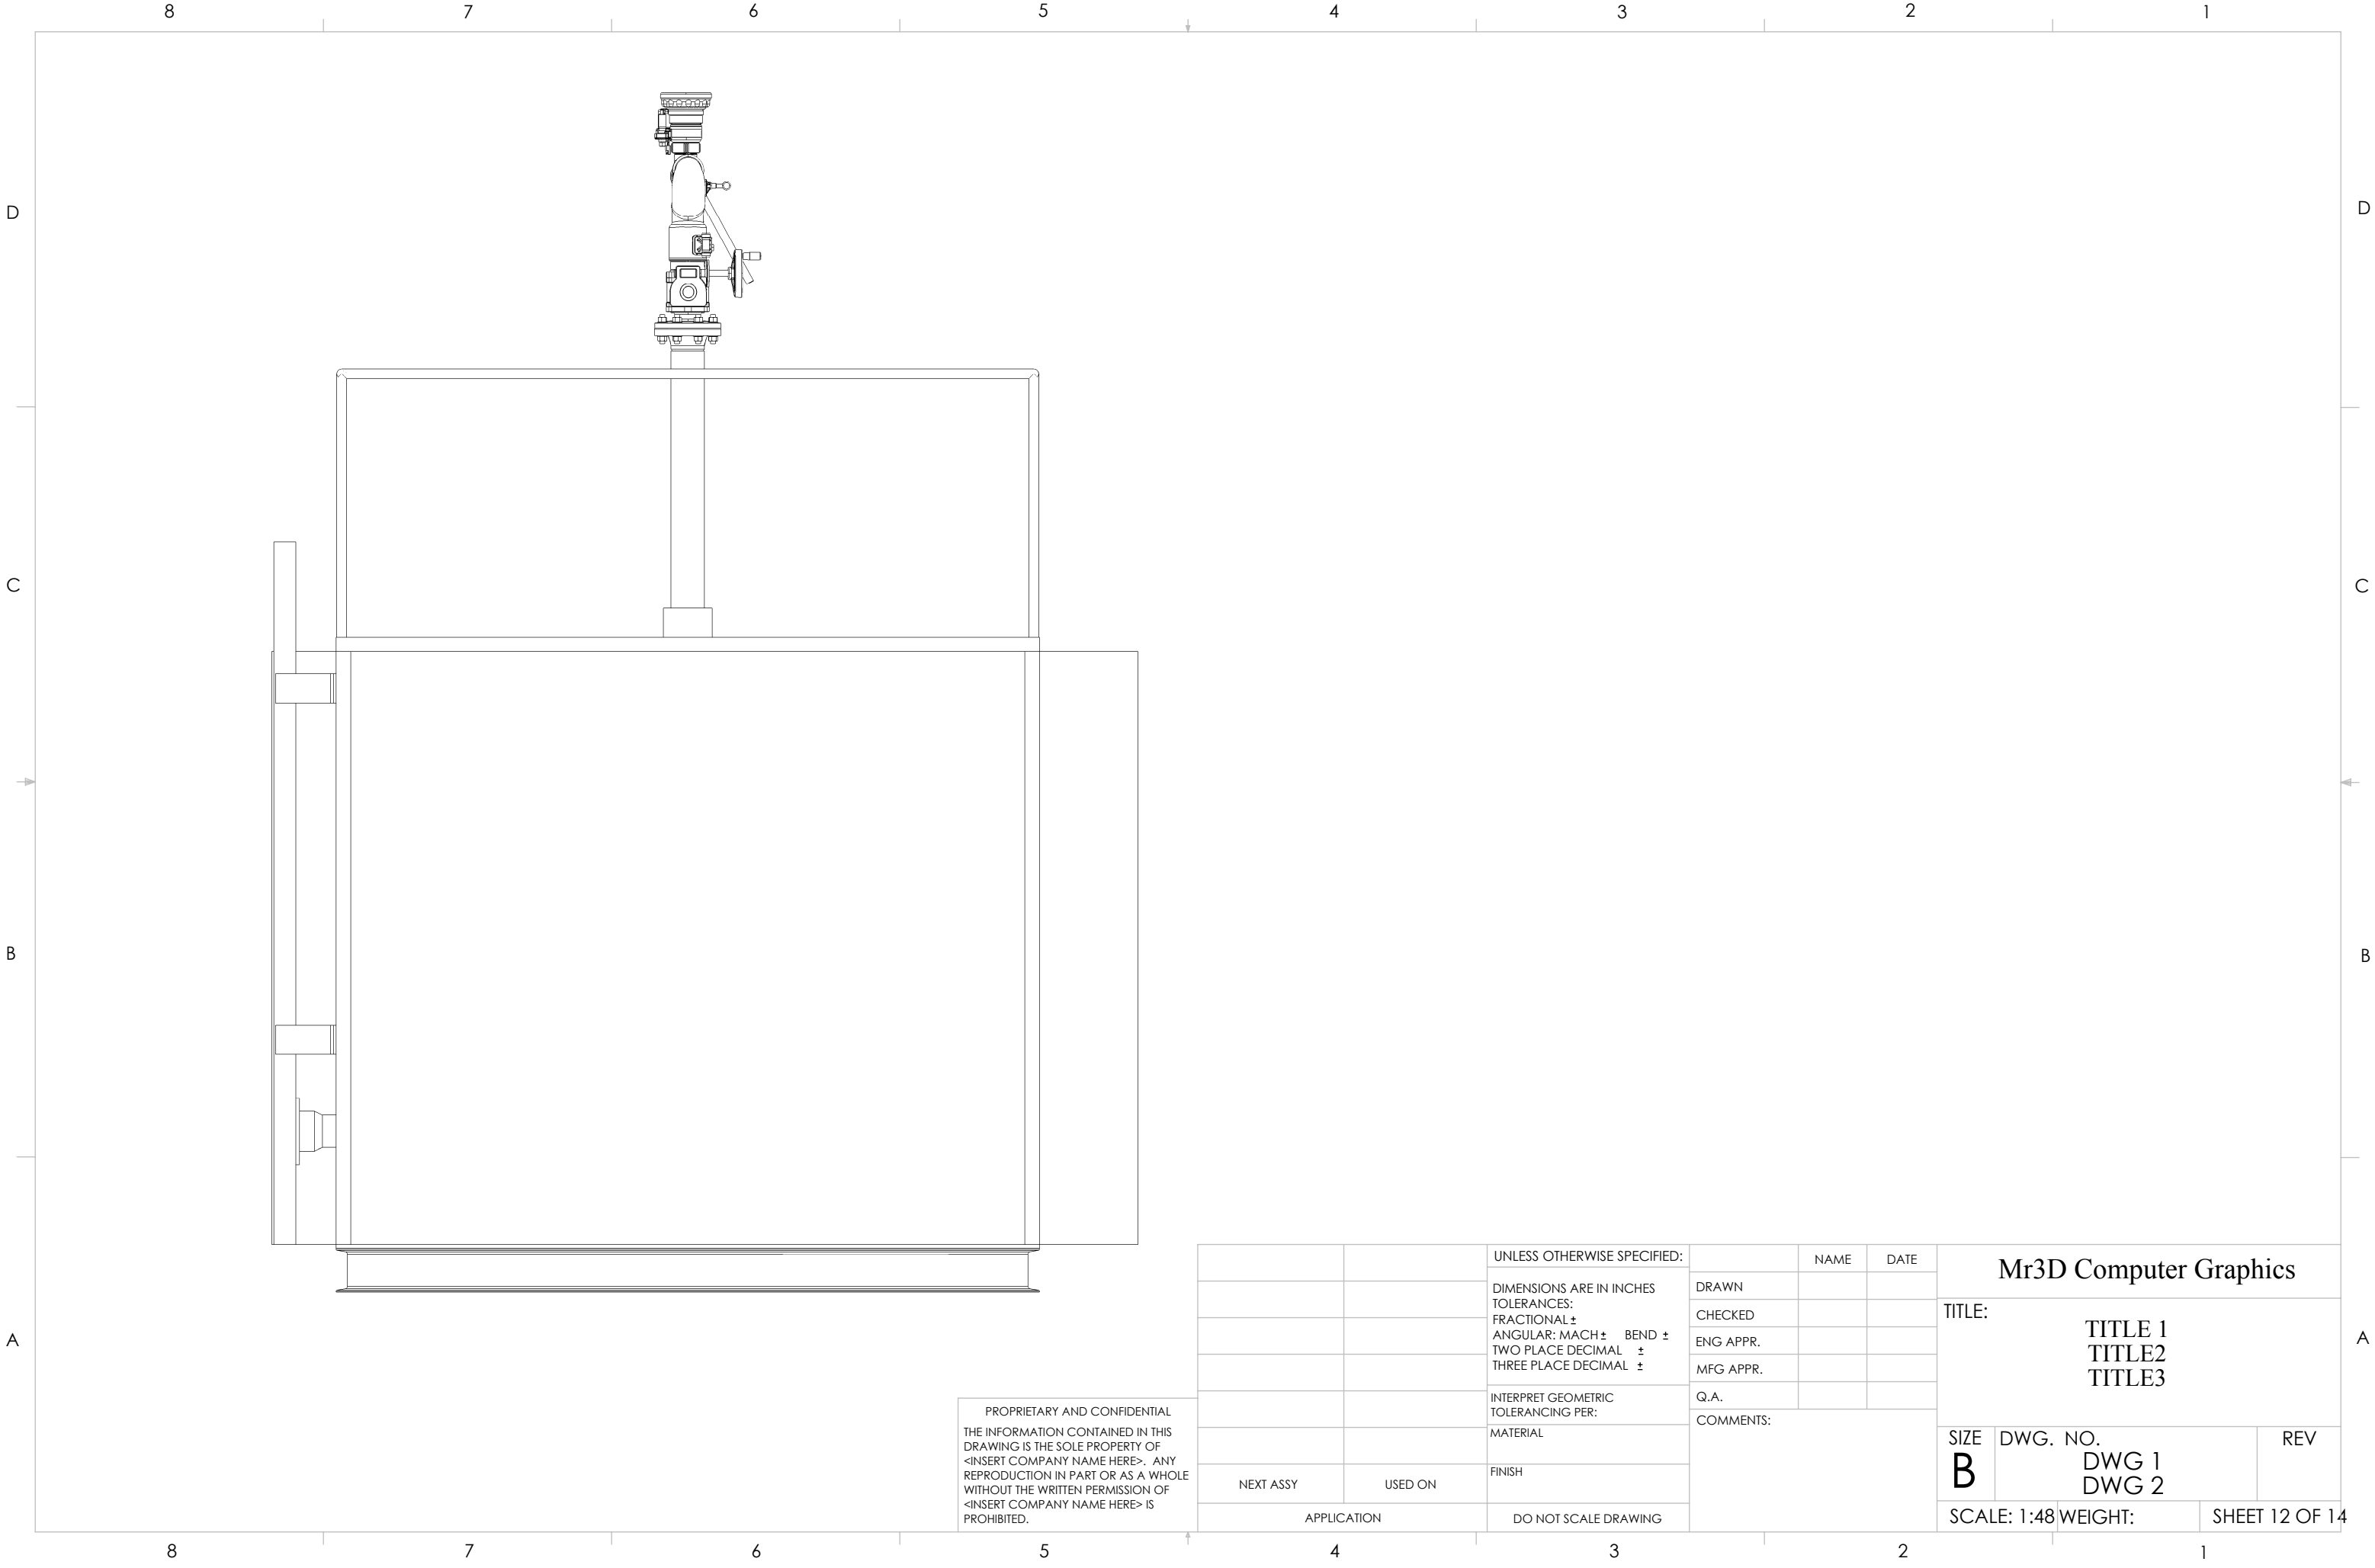 8 7 6 5 4 3 2 1
D D
C C
B B
A A
PROPRIETARY AND CONFIDENTIAL
THE INFORMATION CONTAINED IN THIS
DRAWING IS THE SOLE PROPERTY OF
<INSERT COMPANY NAME HERE>. ANY
REPRODUCTION IN PART OR AS A WHOLE
WITHOUT THE WRITTEN PERMISSION OF
<INSERT COMPANY NAME HERE> IS
PROHIBITED.
NEXT ASSY USED ON
APPLICATION
UNLESS OTHERWISE SPECIFIED:
DIMENSIONS ARE IN INCHES
TOLERANCES:
FRACTIONAL ±
ANGULAR: MACH ± BEND ±
TWO PLACE DECIMAL ±
THREE PLACE DECIMAL ±
INTERPRET GEOMETRIC
TOLERANCING PER:
MATERIAL
FINISH
DO NOT SCALE DRAWING
NAME DATE
DRAWN
CHECKED
ENG APPR.
MFG APPR.
Q.A.
COMMENTS:
Mr3D Computer Graphics
TITLE:
TITLE 1
TITLE2
TITLE3
SIZE DWG. NO. REV
B DWG 1
DWG 2
SCALE: 1:48 WEIGHT: SHEET 12 OF 14
8 7 6 5 4 3 2 1